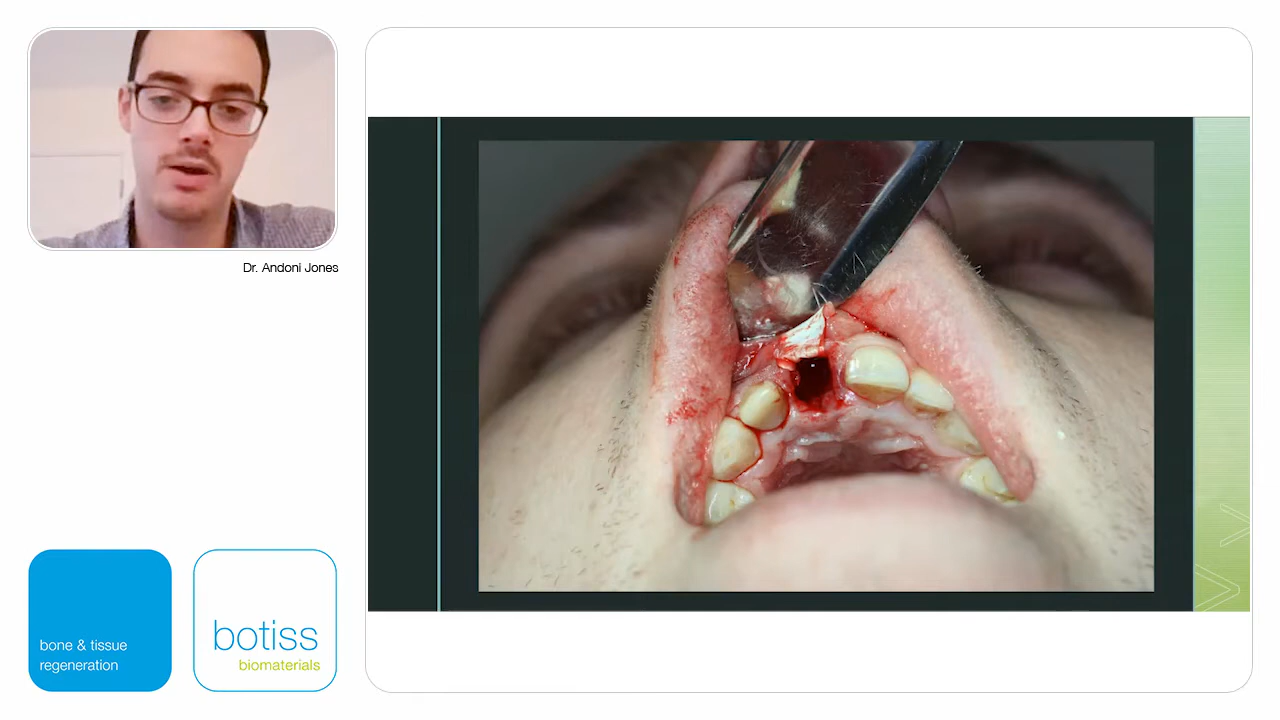 Dr. Andoni Jones
bone & tissue
regeneration
botiss
biomaterials